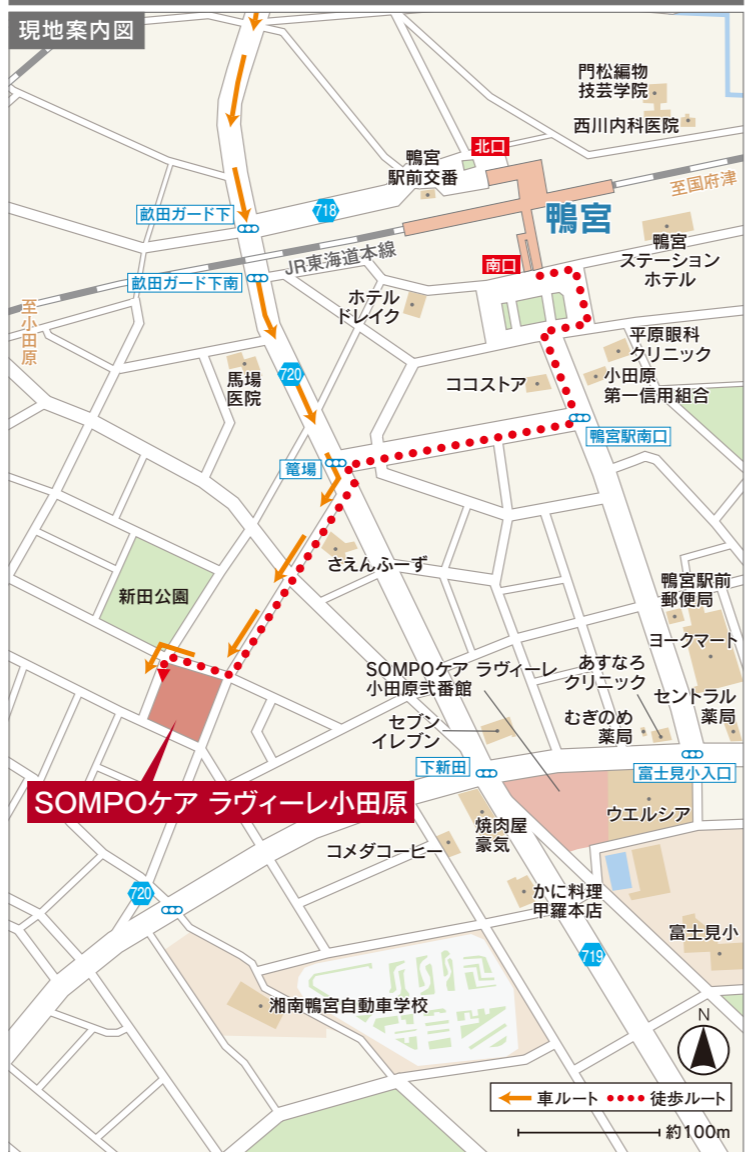 現地案内図
門松編物
技芸学院
西川内科医院
北口
鴨宮
駅前交番
至国府津
718
畝田ガード下
鴨宮
鴨宮
ステーション
ホテル
JR東海道本線
南口
畝田ガード下南
至小田原
ホテル
ドレイク
平原眼科
クリニック
馬場
医院
720
ココストア
小田原
第一信用組合
鴨宮駅南口
篭場
さえんふーず
新田公園
鴨宮駅前
郵便局
ヨークマート
SOMPOケア ラヴィーレ
小田原弐番館
あすなろ
クリニック
セントラル
薬局
むぎのめ
薬局
セブン
イレブン
下新田
富士見小入口
SOMPOケア ラヴィーレ小田原
ウエルシア
焼肉屋
豪気
コメダコーヒー
720
かに料理
甲羅本店
富士見小
719
湘南鴨宮自動車学校
N
車ルート
徒歩ルート
約100m